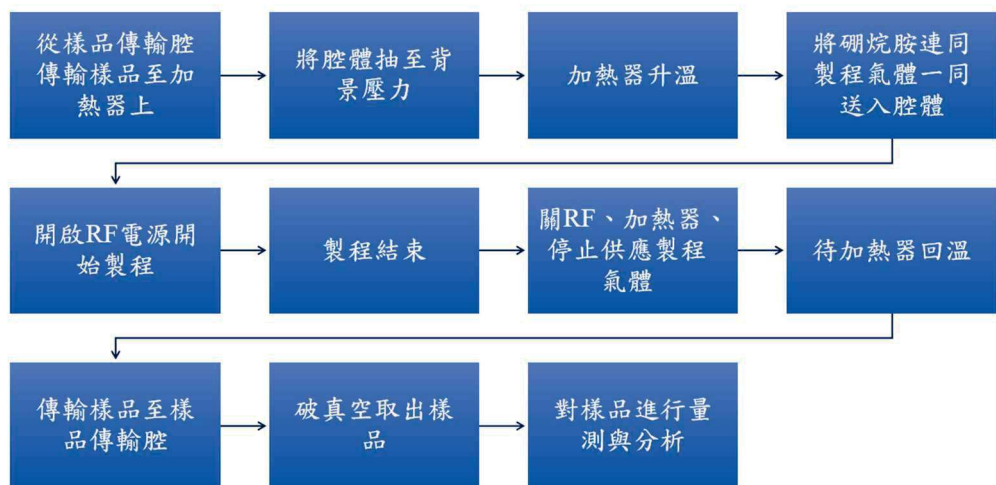 從樣品傳輸腔
傳輸樣品至加
熱器上
將腔體抽至背
景壓力
加熱器升溫
將硼烷胺連同
製程氣體一同
送入腔體
開啟RF電源開
始製程
製程結束
關RF、加熱器、
停止供應製程
氣體
待加熱器回溫
傳輸樣品至樣
品傳輸腔
破真空取出樣
品
對樣品進行量
測與分析